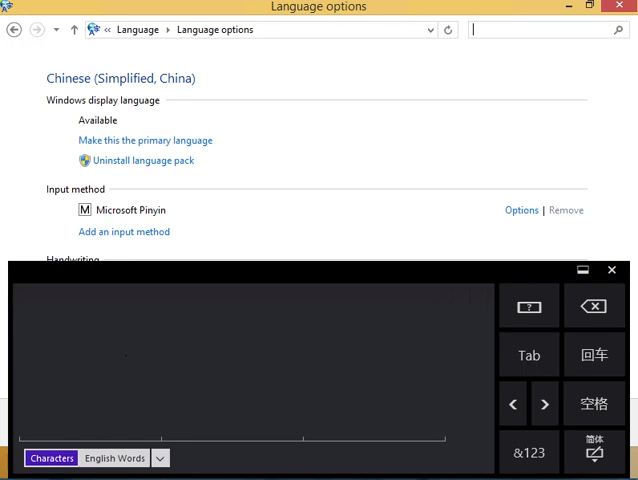 Language options
« Language ▸ Language options
Chinese (Simplified, China)
Windows display language
Available
Make this the primary language
Uninstall language pack
Input method
M Microsoft Pinyin Options | Remove
Add an input method
Handwriting
?
Tab 回车
< > 空格
Characters English Words &123 简体